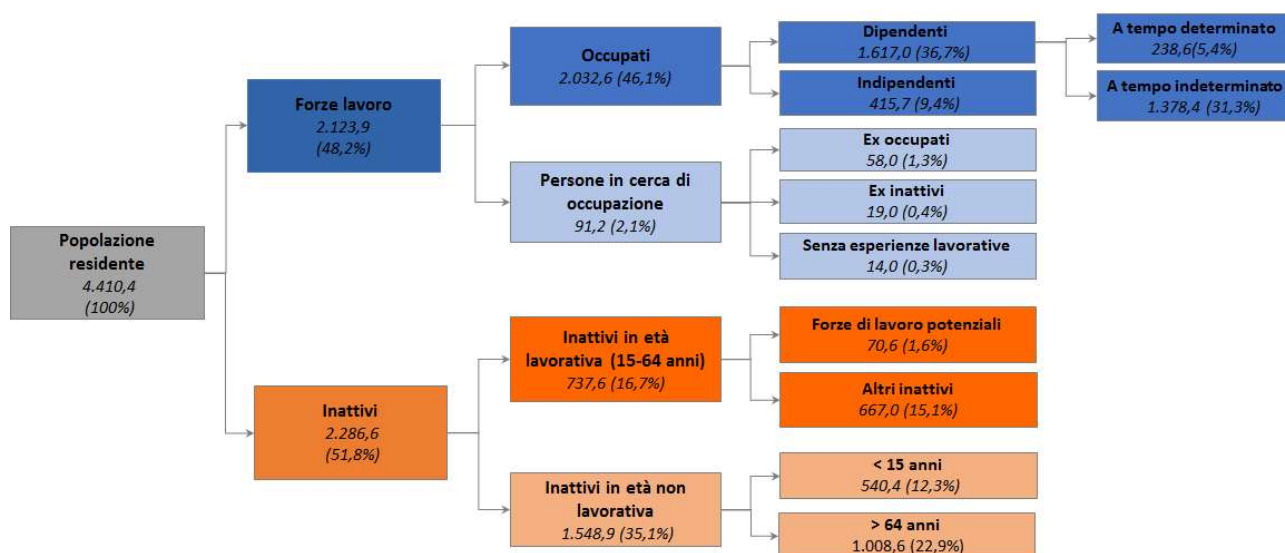 Popolazione
residente
4.410,4
(100%)
Forze lavoro
2.123,9
(48,2%)
Occupati
2.032,6 (46,1%)
Dipendenti
1.617,0 (36,7%)
A tempo determinato
238,6(5,4%)
A tempo indeterminato
1.378,4 (31,3%)
Indipendenti
415,7 (9,4%)
Persone in cerca di
occupazione
91,2 (2,1%)
Ex occupati
58,0 (1,3%)
Ex inattivi
19,0 (0,4%)
Senza esperienze lavorative
14,0 (0,3%)
Inattivi
2.286,6
(51,8%)
Inattivi in età
lavorativa (15-64 anni)
737,6 (16,7%)
Forze di lavoro potenziali
70,6 (1,6%)
Altri inattivi
667,0 (15,1%)
Inattivi in età non
lavorativa
1.548,9 (35,1%)
< 15 anni
540,4 (12,3%)
> 64 anni
1.008,6 (22,9%)